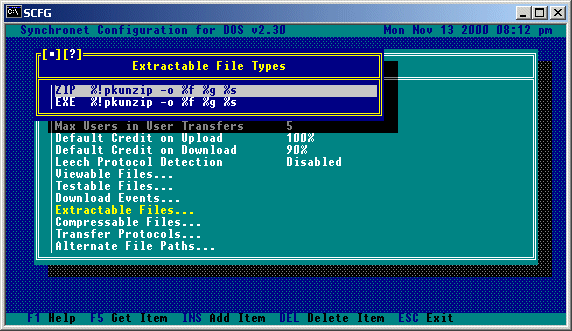 SCFG
Synchronet Configuration for DOS v2.30 Mon Nov 13 2000 08:12 pm
[■][?]
Extractable File Types
ZIP %!pkunzip -o %f %g %s
EXE %!pkunzip -o %f %g %s
Max Users in User Transfers 5
Default Credit on Upload 100%
Default Credit on Download 90%
Leech Protocol Detection Disabled
Viewable Files...
Testable Files...
Download Events...
Extractable Files...
Compressable Files...
Transfer Protocols...
Alternate File Paths...
F1 Help F5 Get Item INS Add Item DEL Delete Item ESC Exit